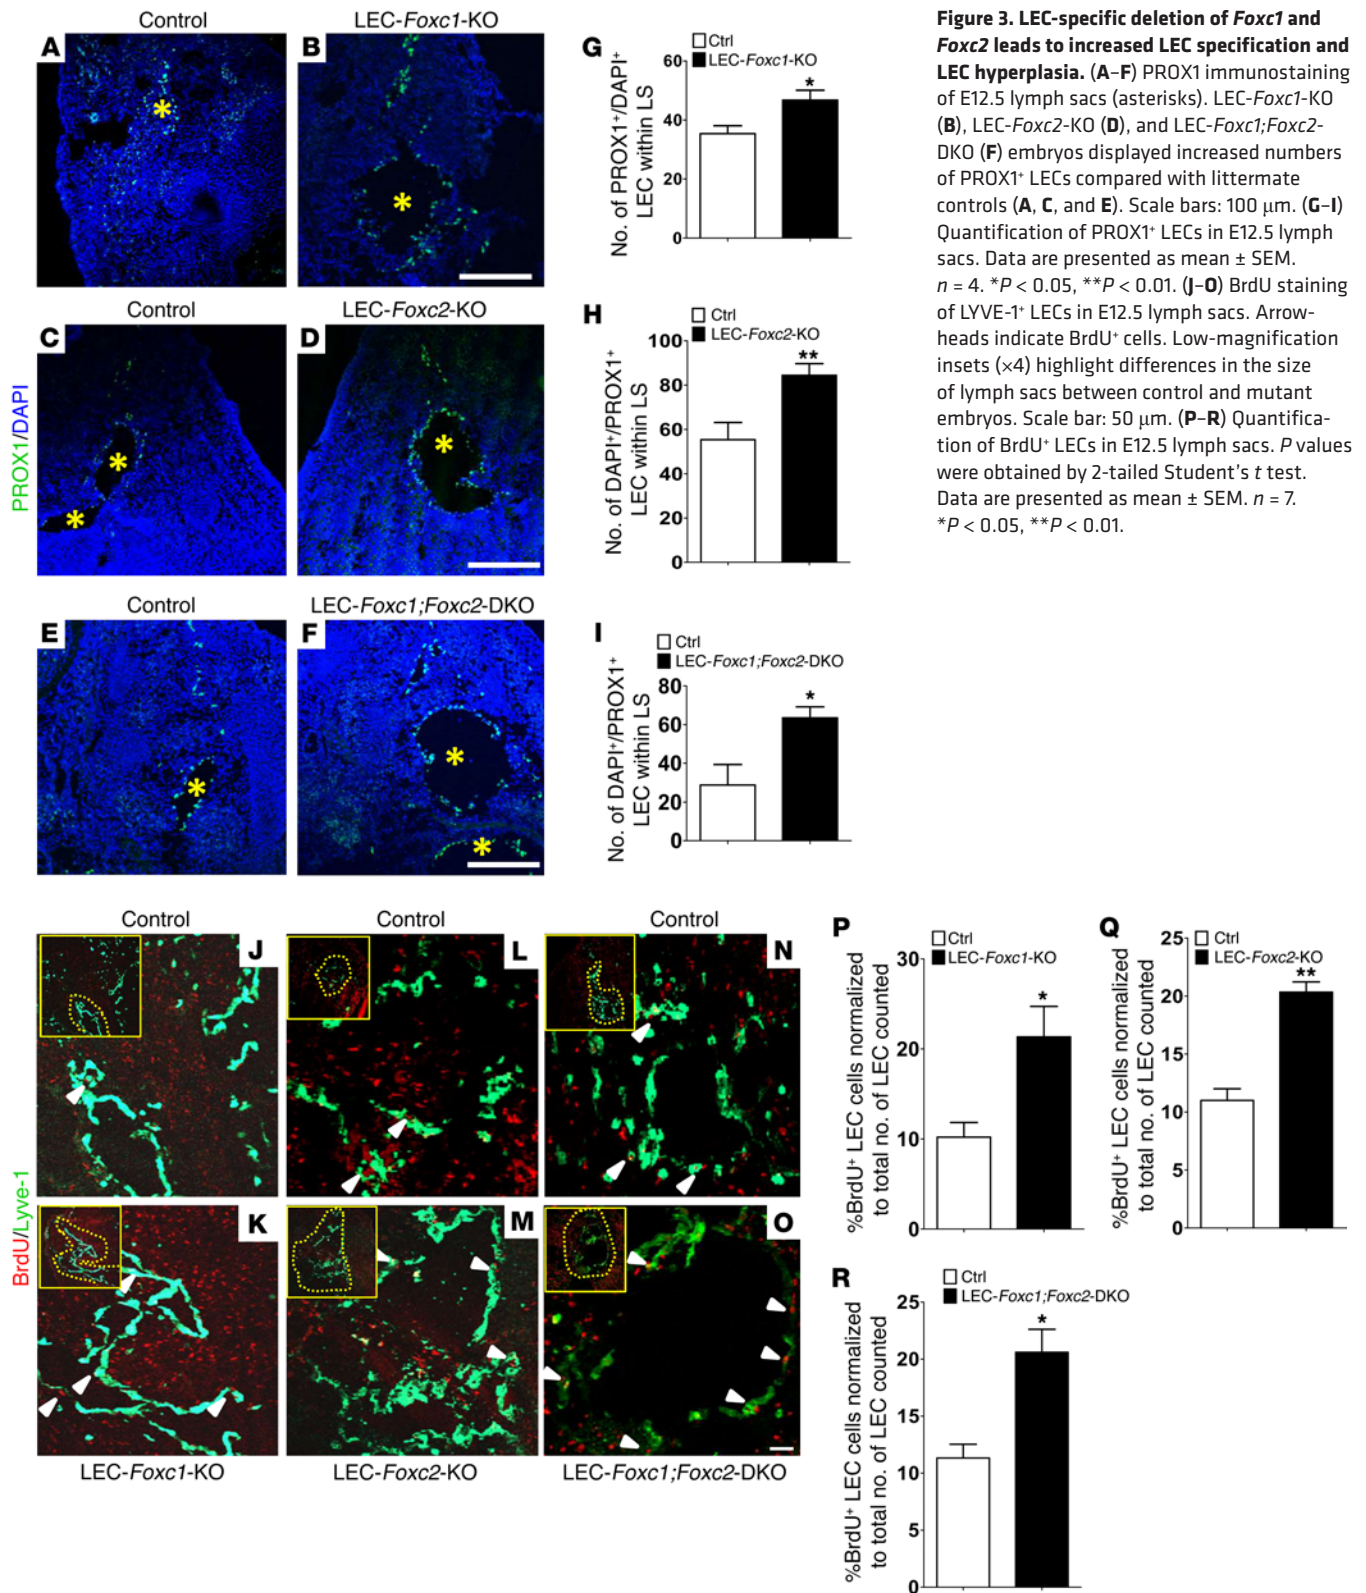 Control
LEC-Foxc1-KO
A
B
Control
LEC-Foxc2-KO
C
D
PROX1/DAPI
Control
LEC-Foxc1;Foxc2-DKO
E
F
G
Ctrl
LEC-Foxc1-KO
No. of PROX1+/DAPI+
LEC within LS
60
40
20
0
*
H
Ctrl
LEC-Foxc2-KO
No. of DAPI+/PROX1+
LEC within LS
100
80
60
40
20
0
**
I
Ctrl
LEC-Foxc1;Foxc2-DKO
No. of DAPI+/PROX1+
LEC within LS
80
60
40
20
0
*
Figure 3. LEC-specific deletion of Foxc1 and
Foxc2 leads to increased LEC specification and
LEC hyperplasia. (A–F) PROX1 immunostaining
of E12.5 lymph sacs (asterisks). LEC-Foxc1-KO
(B), LEC-Foxc2-KO (D), and LEC-Foxc1;Foxc2-
DKO (F) embryos displayed increased numbers
of PROX1+ LECs compared with littermate
controls (A, C, and E). Scale bars: 100 μm. (G–I)
Quantification of PROX1+ LECs in E12.5 lymph
sacs. Data are presented as mean ± SEM.
n = 4. *P < 0.05, **P < 0.01. (J–O) BrdU staining
of LYVE-1+ LECs in E12.5 lymph sacs. Arrow-
heads indicate BrdU+ cells. Low-magnification
insets (×4) highlight differences in the size
of lymph sacs between control and mutant
embryos. Scale bar: 50 μm. (P–R) Quantifica-
tion of BrdU+ LECs in E12.5 lymph sacs. P values
were obtained by 2-tailed Student's t test.
Data are presented as mean ± SEM. n = 7.
*P < 0.05, **P < 0.01.
Control
Control
Control
J
L
N
BrdU/Lyve-1
K
M
O
LEC-Foxc1-KO
LEC-Foxc2-KO
LEC-Foxc1;Foxc2-DKO
P
Ctrl
LEC-Foxc1-KO
%BrdU+ LEC cells normalized
to total no. of LEC counted
30
20
10
0
*
Q
Ctrl
LEC-Foxc2-KO
%BrdU+ LEC cells normalized
to total no. of LEC counted
25
20
15
10
5
0
**
R
Ctrl
LEC-Foxc1;Foxc2-DKO
%BrdU+ LEC cells normalized
to total no. of LEC counted
25
20
15
10
5
0
*